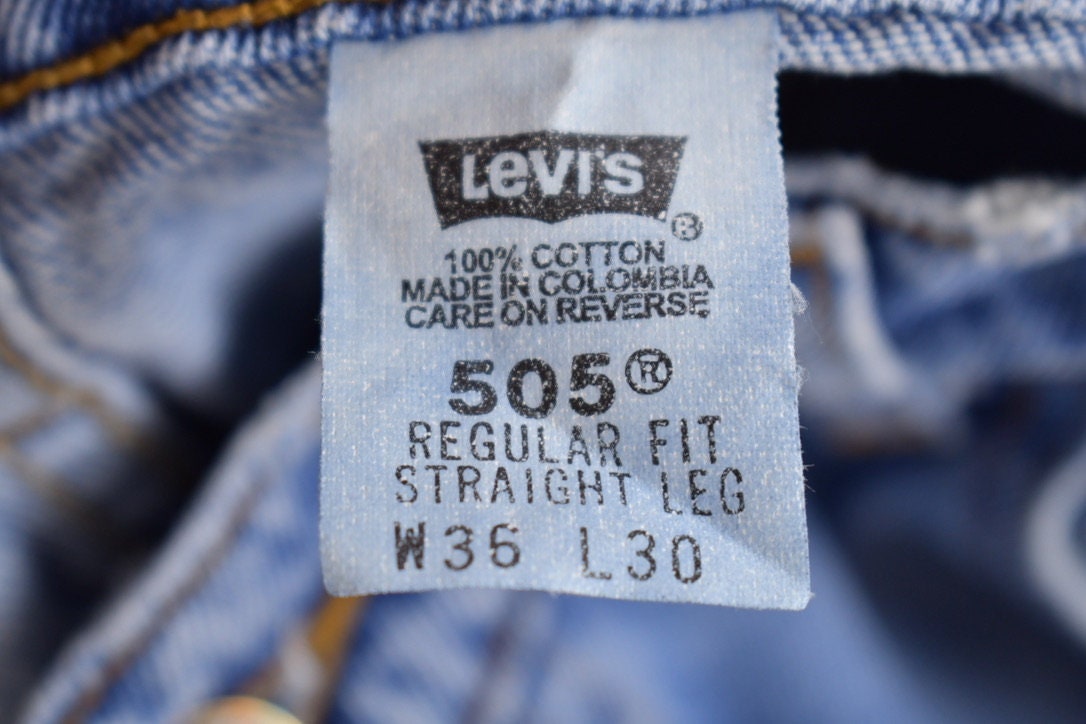 Levi's
®
100% COTTON
MADE IN COLOMBIA
CARE ON REVERSE
505®
REGULAR FIT
STRAIGHT LEG
W36 L30